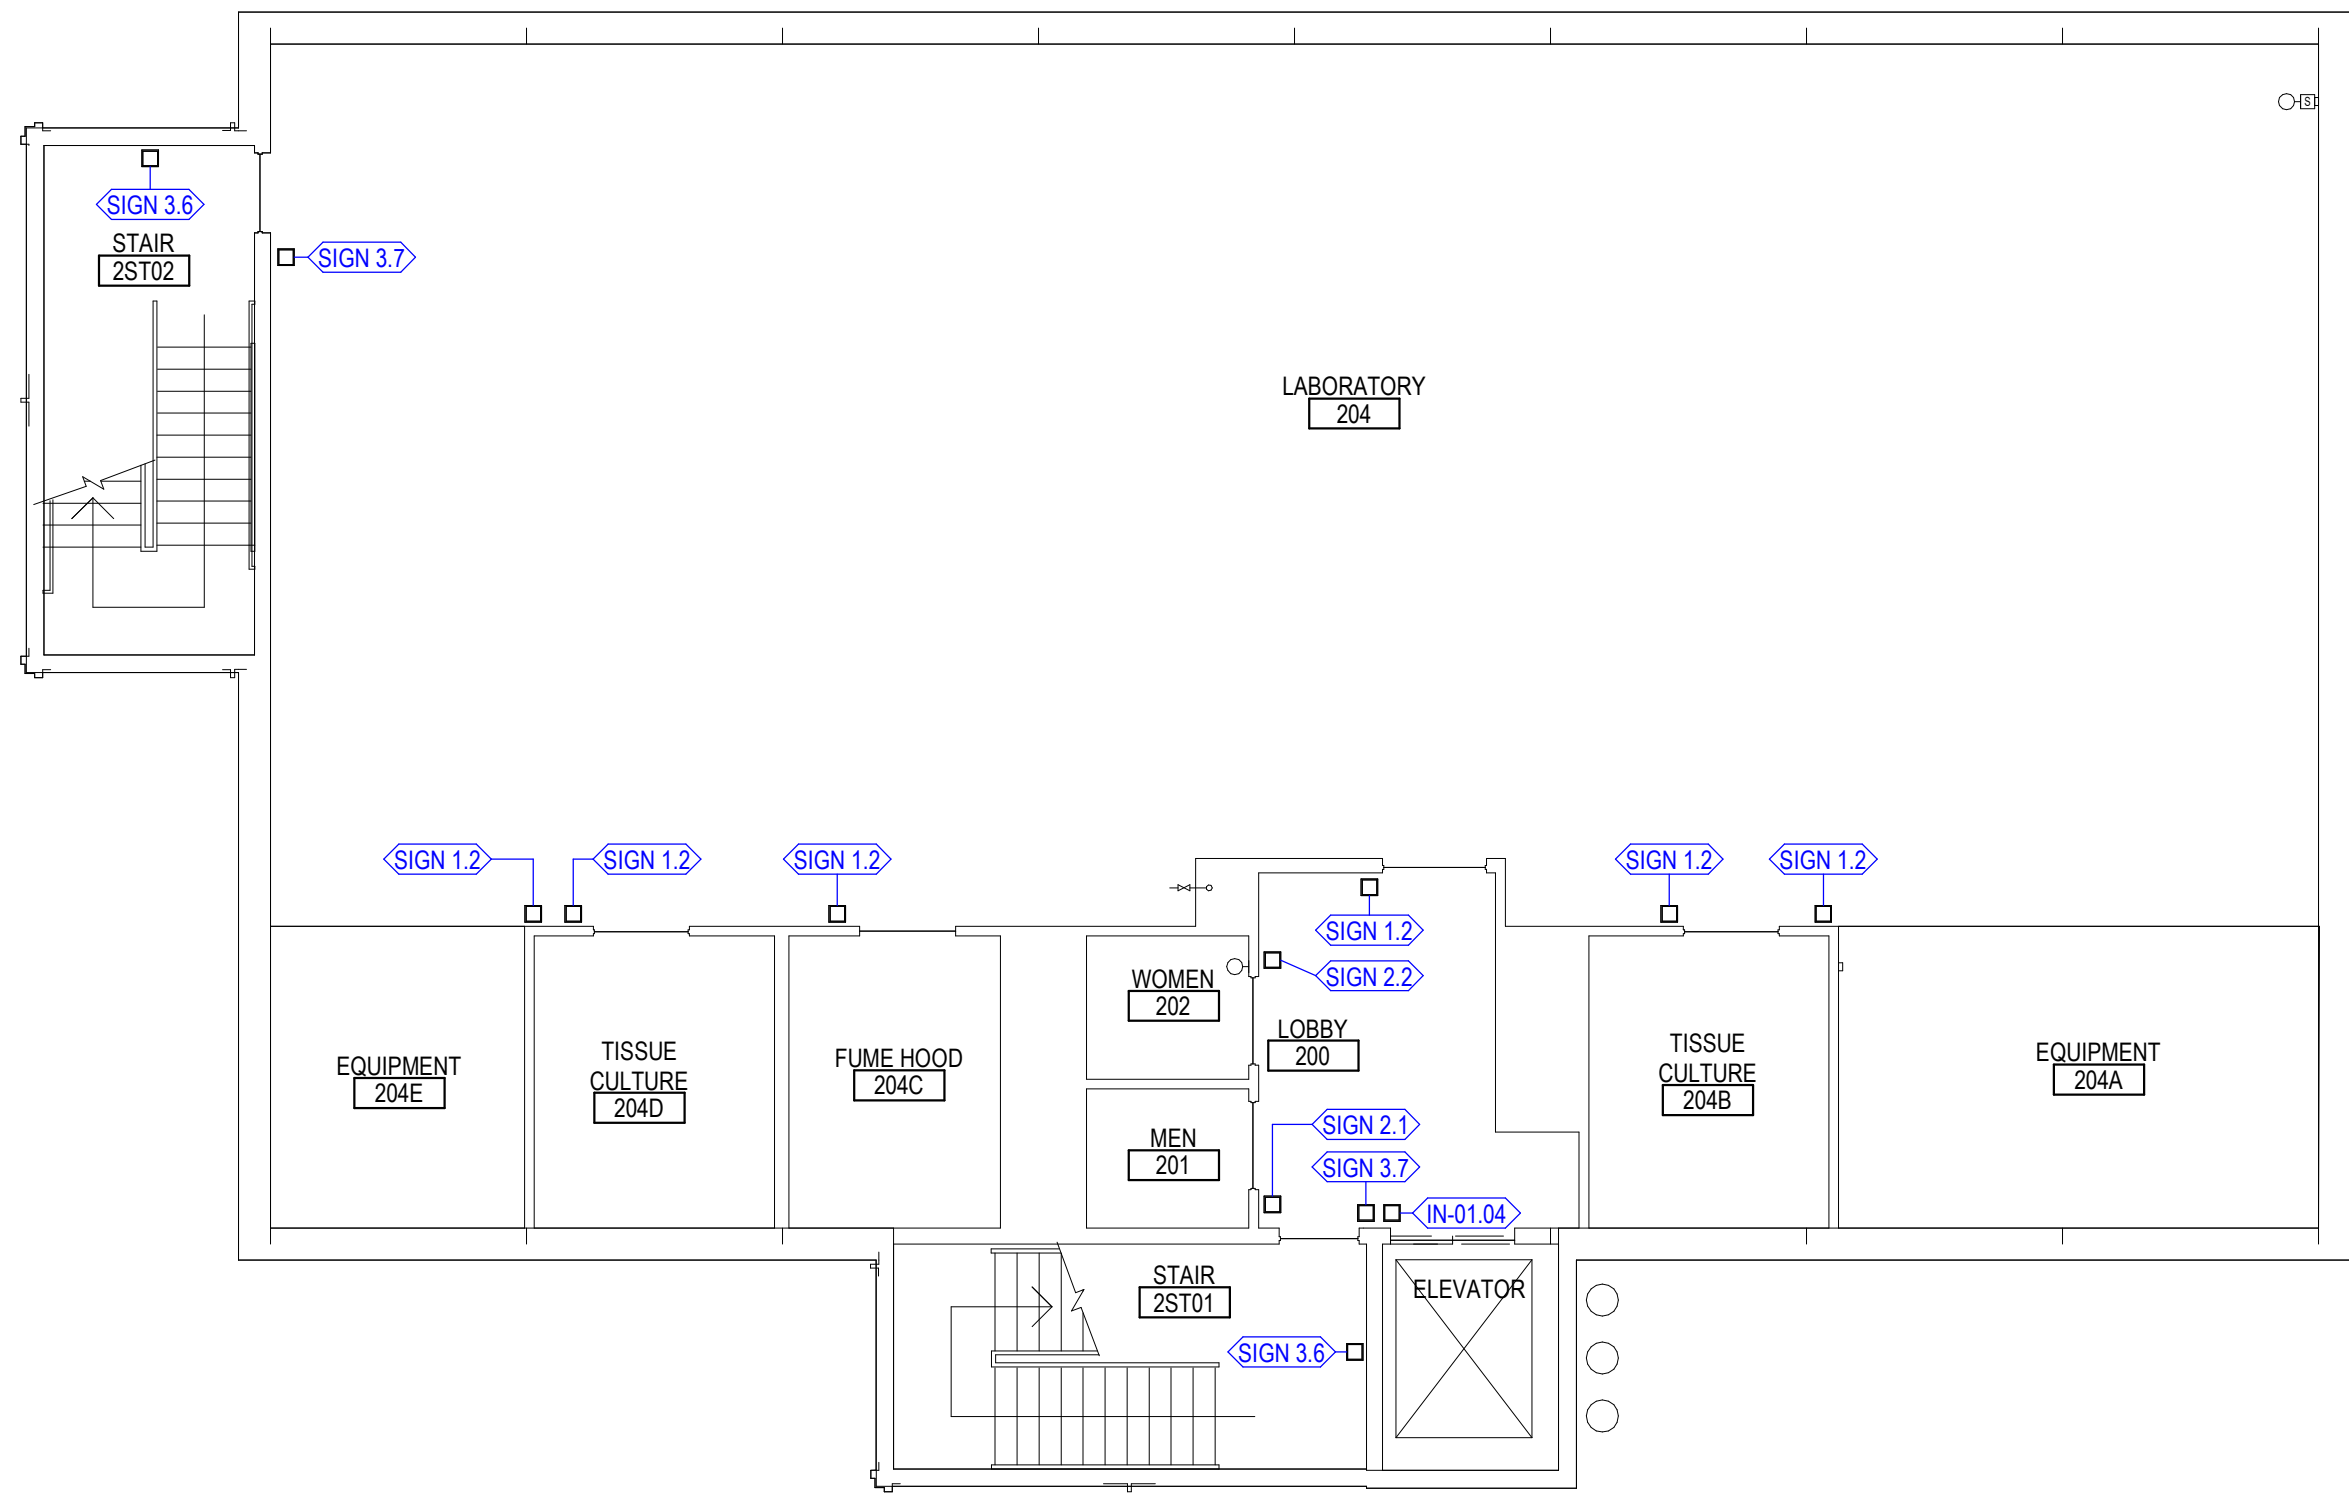 S
SIGN 3.6
STAIR
2ST02
SIGN 3.7
LABORATORY
204
SIGN 1.2
SIGN 1.2
SIGN 1.2
SIGN 1.2
SIGN 1.2
SIGN 1.2
SIGN 2.2
WOMEN
202
LOBBY
200
EQUIPMENT
204E
TISSUE
CULTURE
204D
FUME HOOD
204C
TISSUE
CULTURE
204B
EQUIPMENT
204A
MEN
201
SIGN 2.1
SIGN 3.7
IN-01.04
STAIR
2ST01
ELEVATOR
SIGN 3.6